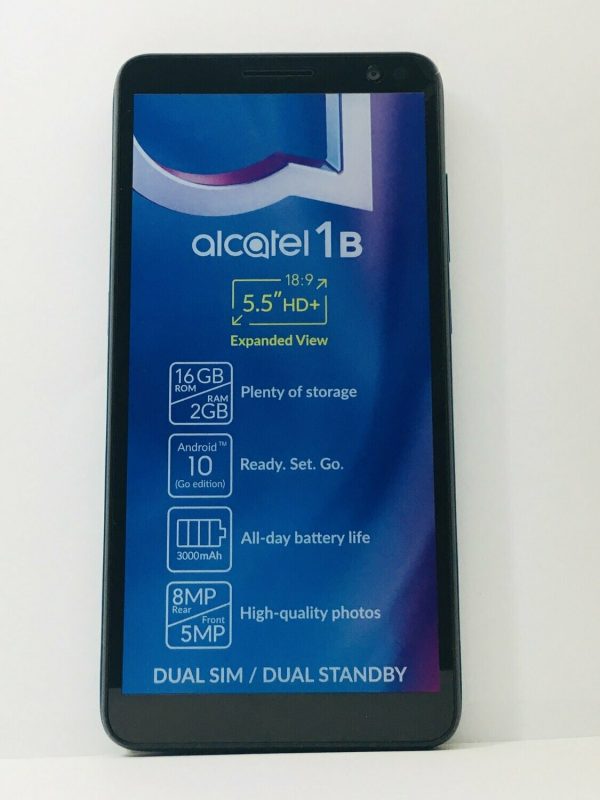 alcatel 1B
18:9
5.5" HD+
Expanded View
16GB
ROM
RAM
2GB
Plenty of storage
Android™
10
(Go edition)
Ready. Set. Go.
3000mAh
All-day battery life
8MP
Rear
Front
5MP
High-quality photos
DUAL SIM / DUAL STANDBY